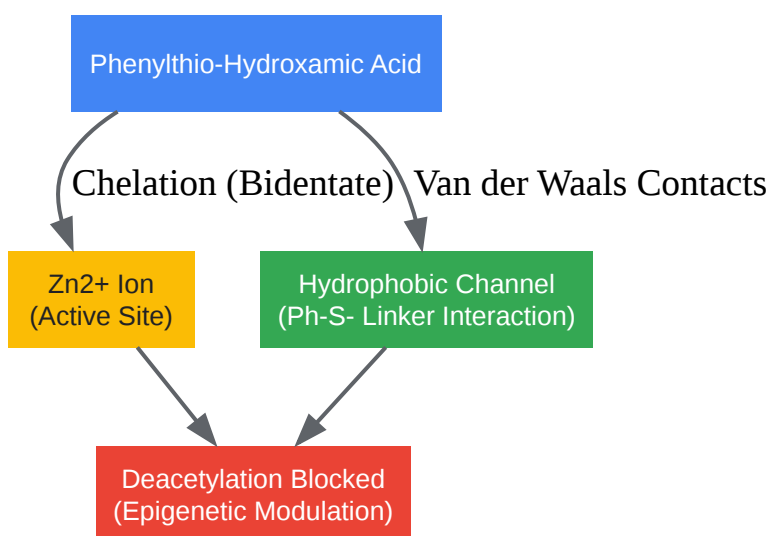 Phenylthio-Hydroxamic Acid
Chelation (Bidentate)
Van der Waals Contacts
Zn2+ Ion
(Active Site)
Hydrophobic Channel
(Ph-S- Linker Interaction)
Deacetylation Blocked
(Epigenetic Modulation)